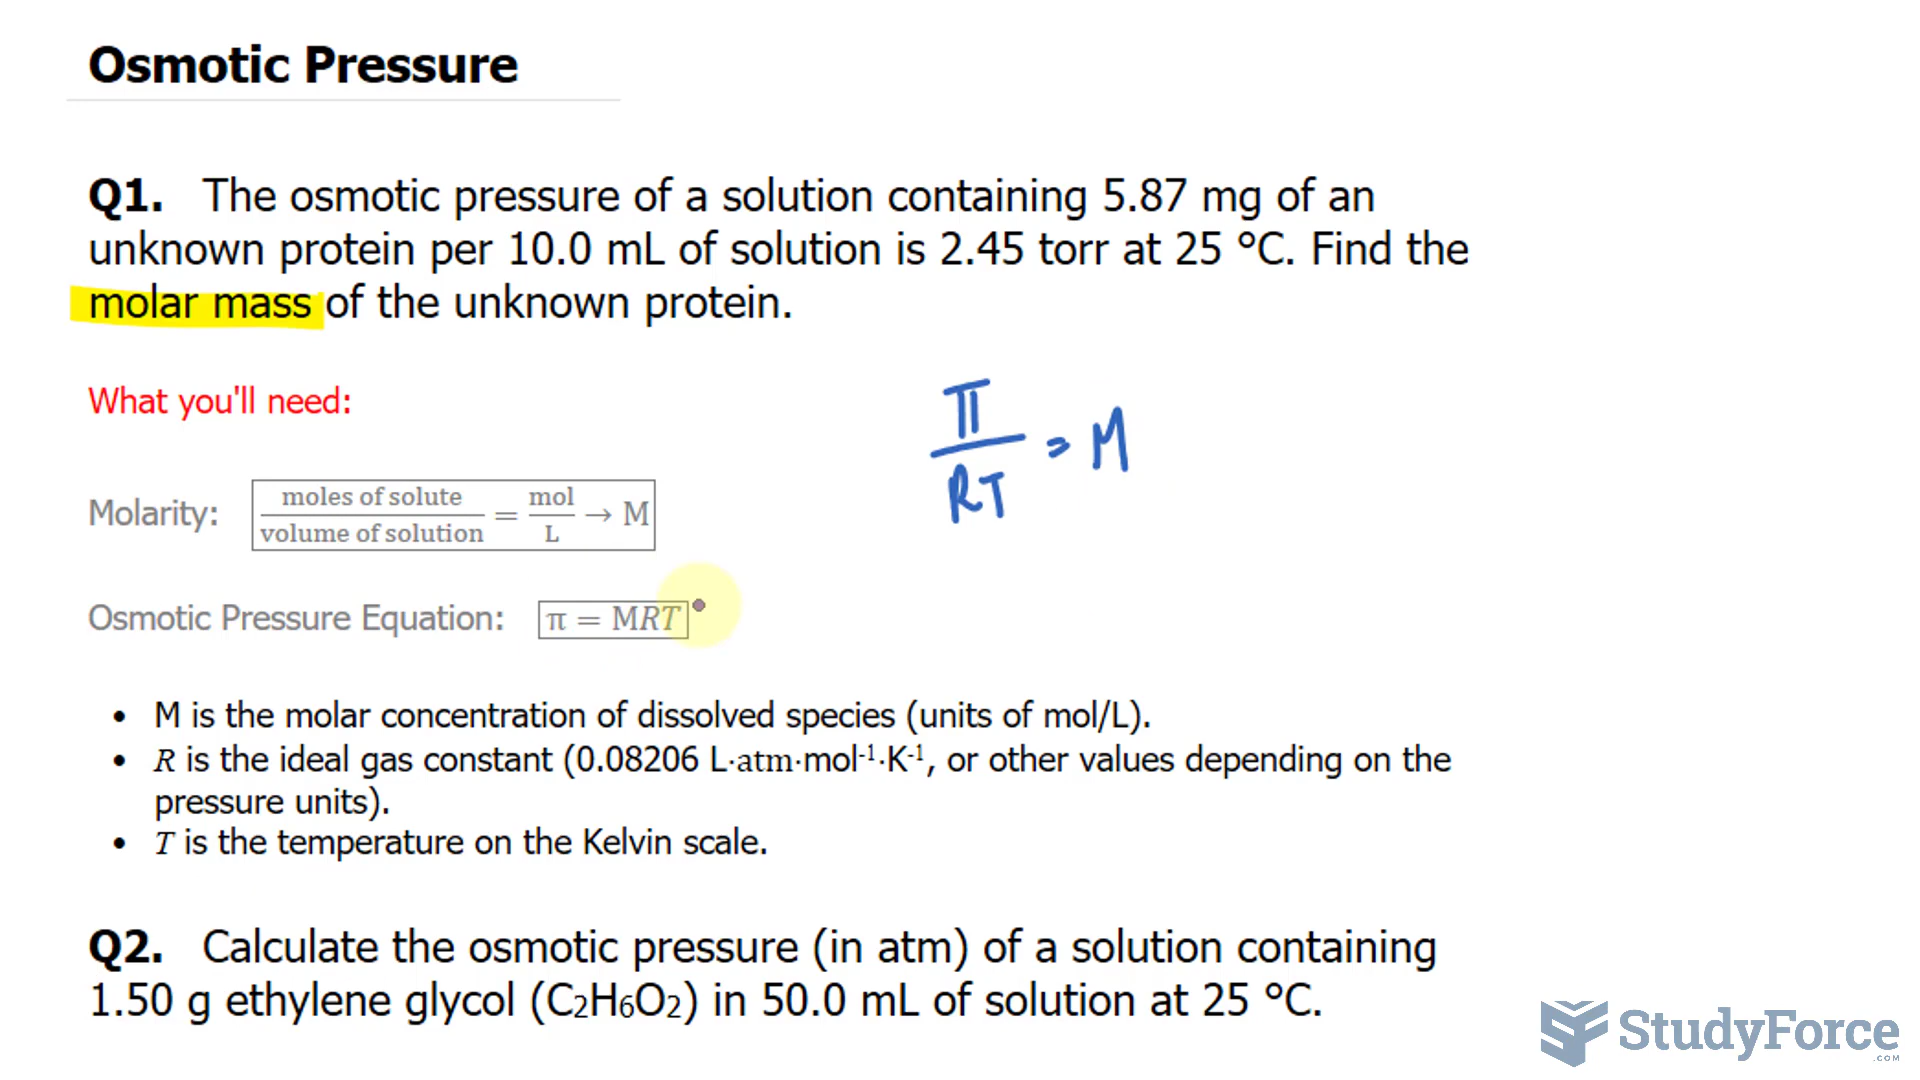 Osmotic Pressure
Q1. The osmotic pressure of a solution containing 5.87 mg of an
unknown protein per 10.0 mL of solution is 2.45 torr at 25 °C. Find the
molar mass of the unknown protein.
What you'll need:
π
RT
= M
Molarity:
moles of solute
volume of solution
=
mol
L
→ M
Osmotic Pressure Equation: π = MRT
• M is the molar concentration of dissolved species (units of mol/L).
• R is the ideal gas constant (0.08206 L·atm·mol⁻¹·K⁻¹, or other values depending on the
pressure units).
• T is the temperature on the Kelvin scale.
Q2. Calculate the osmotic pressure (in atm) of a solution containing
1.50 g ethylene glycol (C₂H₆O₂) in 50.0 mL of solution at 25 °C.
StudyForce
.COM